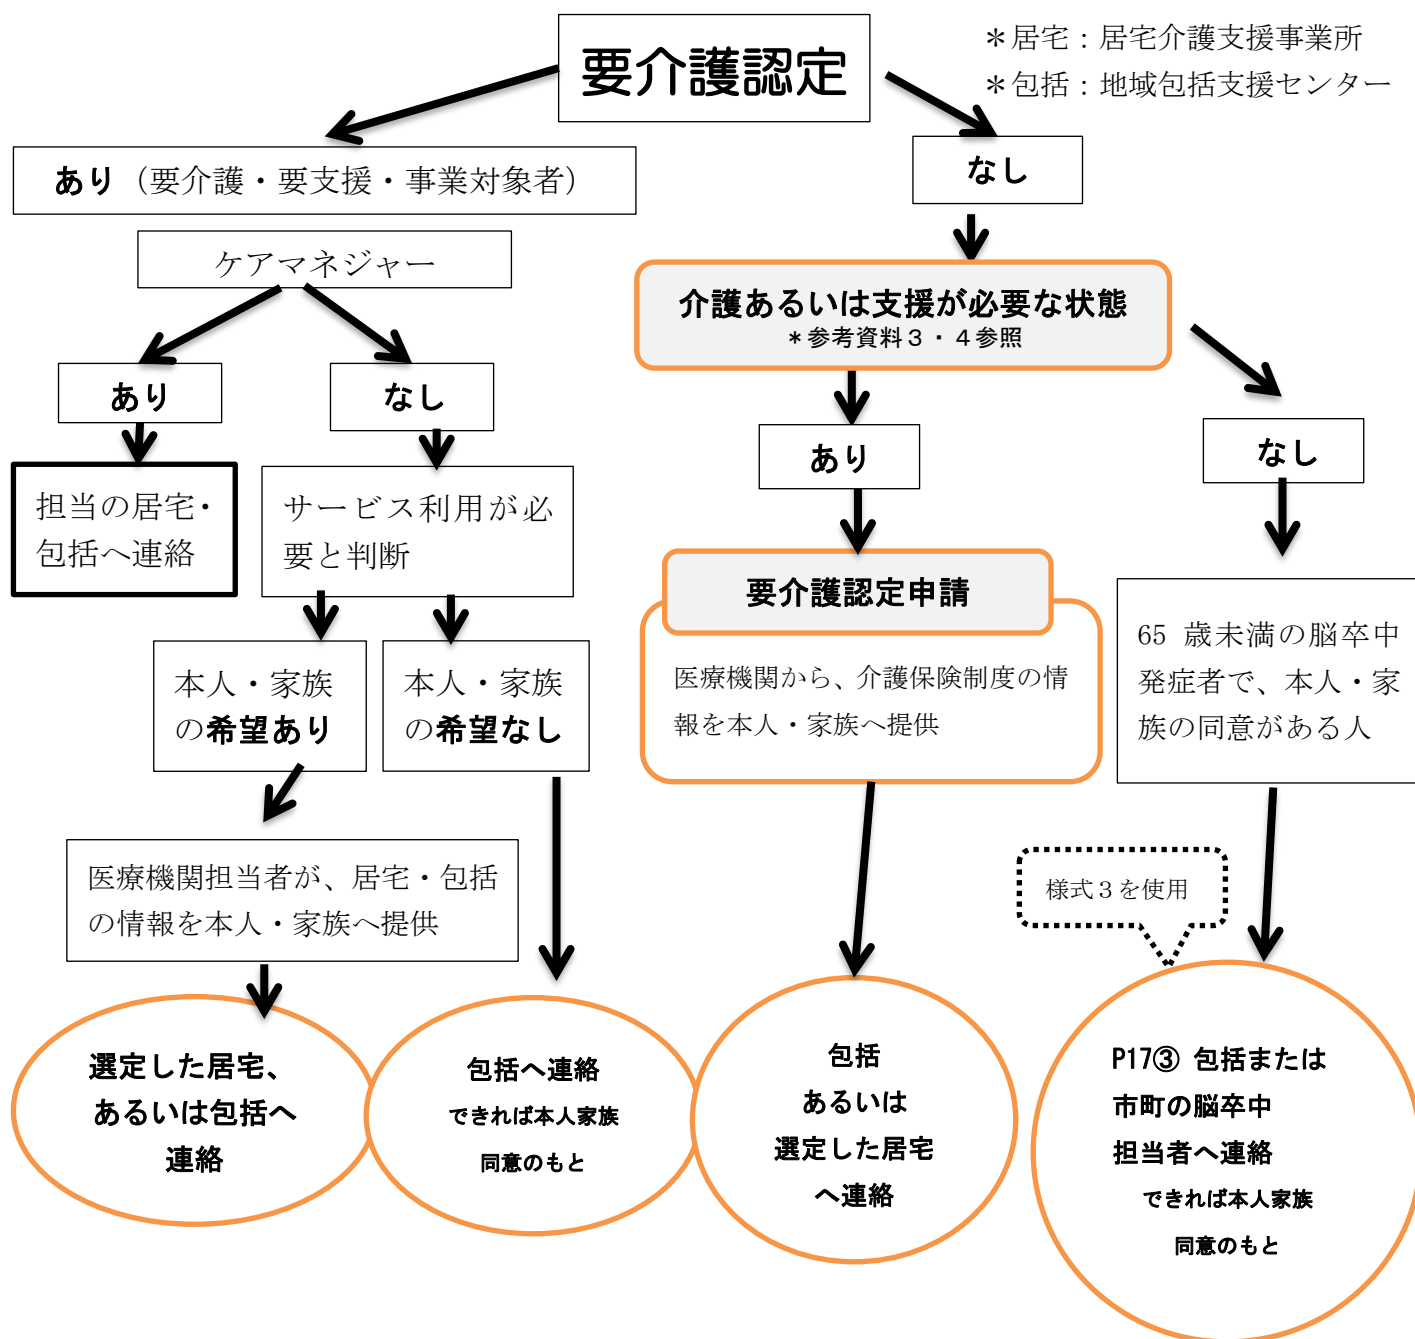 要介護認定
＊居宅：居宅介護支援事業所
＊包括：地域包括支援センター
あり（要介護・要支援・事業対象者）
なし
ケアマネジャー
介護あるいは支援が必要な状態
＊参考資料３・４参照
あり
なし
あり
なし
担当の居宅・
包括へ連絡
サービス利用が必
要と判断
要介護認定申請
医療機関から、介護保険制度の情
報を本人・家族へ提供
65 歳未満の脳卒中
発症者で、本人・家
族の同意がある人
本人・家族
の希望あり
本人・家族
の希望なし
医療機関担当者が、居宅・包括
の情報を本人・家族へ提供
様式３を使用
選定した居宅、
あるいは包括へ
連絡
包括へ連絡
できれば本人家族
同意のもと
包括
あるいは
選定した居宅
へ連絡
P17③ 包括または
市町の脳卒中
担当者へ連絡
できれば本人家族
同意のもと